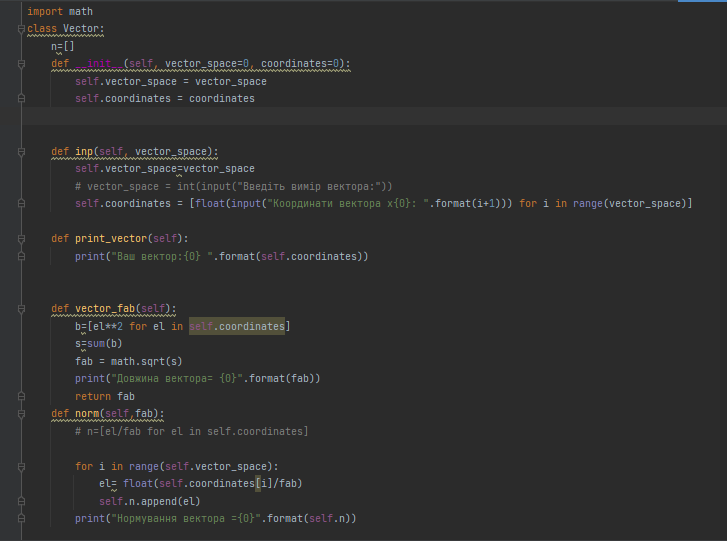 import math
class Vector:
    n=[]
    def __init__(self, vector_space=0, coordinates=0):
        self.vector_space = vector_space
        self.coordinates = coordinates
    def inp(self, vector_space):
        self.vector_space=vector_space
        # vector_space = int(input("Введіть вимір вектора:"))
        self.coordinates = [float(input("Координати вектора x{0}: ".format(i+1))) for i in range(vector_space)]
    def print_vector(self):
        print("Ваш вектор:{0} ".format(self.coordinates))
    def vector_fab(self):
        b=[el**2 for el in self.coordinates]
        s=sum(b)
        fab = math.sqrt(s)
        print("Довжина вектора= {0}".format(fab))
        return fab
    def norm(self,fab):
        # n=[el/fab for el in self.coordinates]
        for i in range(self.vector_space):
            el= float(self.coordinates[i]/fab)
            self.n.append(el)
        print("Нормування вектора ={0}".format(self.n))